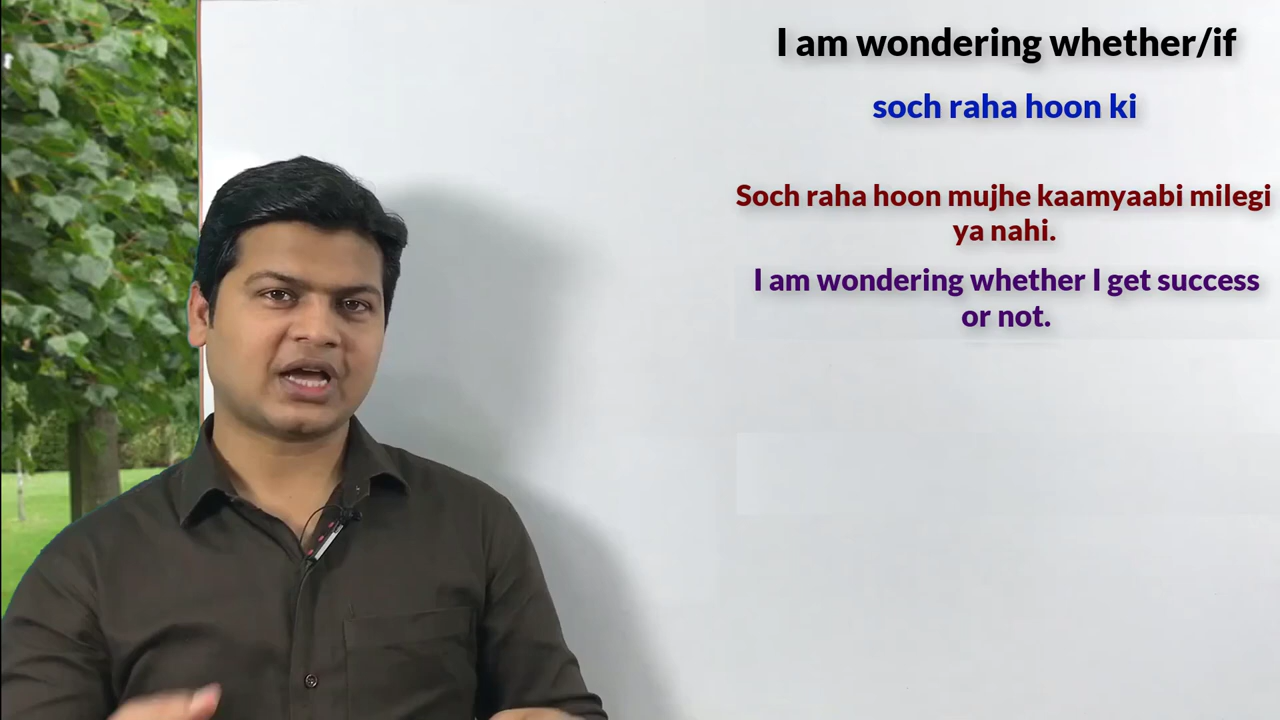 I am wondering whether/if
soch raha hoon ki
Soch raha hoon mujhe kaamyaabi milegi
ya nahi.
I am wondering whether I get success
or not.